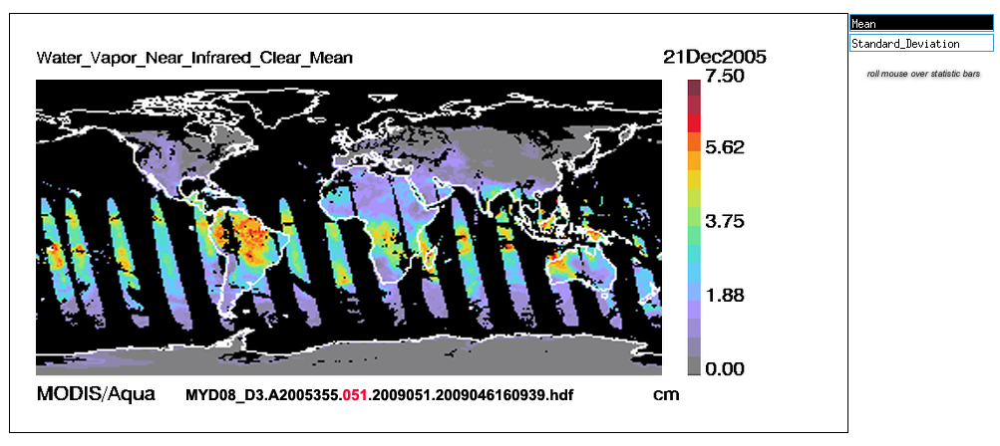 Mean
Standard_Deviation
roll mouse over statistic bars
Water_Vapor_Near_Infrared_Clear_Mean
21Dec2005
7.50
5.62
3.75
1.88
0.00
MODIS/Aqua
MYD08_D3.A2005355.051.2009051.2009046160939.hdf
cm